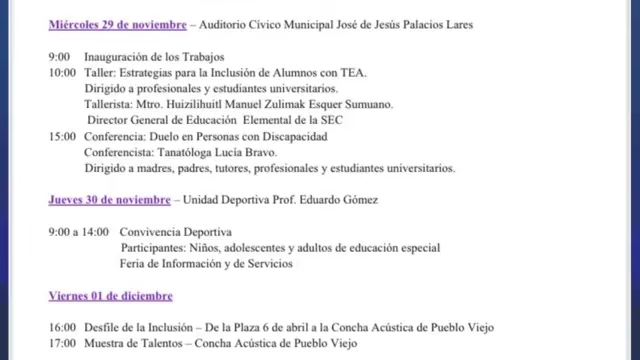 Miércoles 29 de noviembre – Auditorio Cívico Municipal José de Jesús Palacios Lares
9:00 Inauguración de los Trabajos
10:00 Taller: Estrategias para la Inclusión de Alumnos con TEA.
Dirigido a profesionales y estudiantes universitarios.
Tallerista: Mtro. Huizilihuitl Manuel Zulimak Esquer Sumuano.
Director General de Educación Elemental de la SEC
15:00 Conferencia: Duelo en Personas con Discapacidad
Conferencista: Tanatóloga Lucía Bravo.
Dirigido a madres, padres, tutores, profesionales y estudiantes universitarios.
Jueves 30 de noviembre – Unidad Deportiva Prof. Eduardo Gómez
9:00 a 14:00 Convivencia Deportiva
Participantes: Niños, adolescentes y adultos de educación especial
Feria de Información y de Servicios
Viernes 01 de diciembre
16:00 Desfile de la Inclusión – De la Plaza 6 de abril a la Concha Acústica de Pueblo Viejo
17:00 Muestra de Talentos – Concha Acústica de Pueblo Viejo